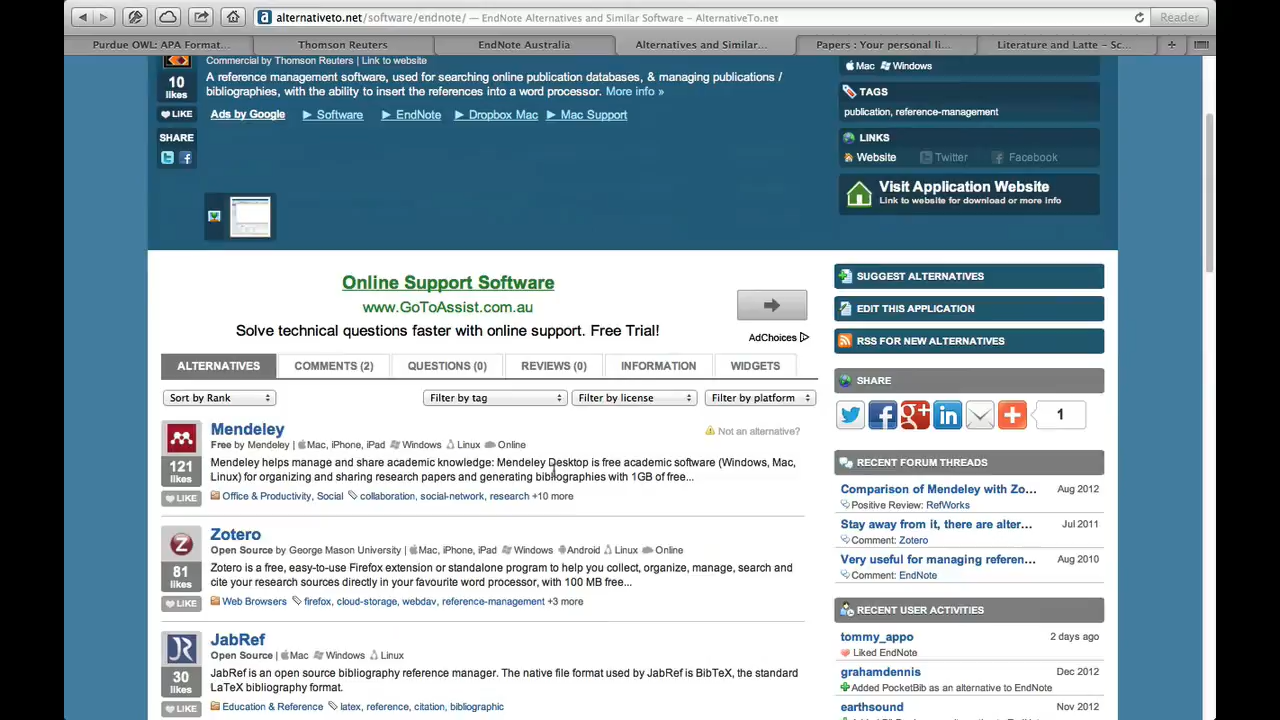 alternativeto.net/software/endnote/ — EndNote Alternatives and Similar Software – AlternativeTo.net
Reader
Purdue OWL: APA Format...
Thomson Reuters
EndNote Australia
Alternatives and Similar...
Papers : Your personal li...
Literature and Latte – Sc...
Commercial by Thomson Reuters | Link to website
10
likes
LIKE
SHARE
A reference management software, used for searching online publication databases, & managing publications /
bibliographies, with the ability to insert the references into a word processor. More info »
Ads by Google
► Software
► EndNote
► Dropbox Mac
► Mac Support
Mac Windows
TAGS
publication, reference-management
LINKS
Website
Twitter
Facebook
Visit Application Website
Link to website for download or more info
Online Support Software
www.GoToAssist.com.au
Solve technical questions faster with online support. Free Trial!
AdChoices
ALTERNATIVES
COMMENTS (2)
QUESTIONS (0)
REVIEWS (0)
INFORMATION
WIDGETS
Sort by Rank
Filter by tag
Filter by license
Filter by platform
Mendeley
Not an alternative?
Free by Mendeley | Mac, iPhone, iPad Windows Linux Online
121
likes
LIKE
Mendeley helps manage and share academic knowledge: Mendeley Desktop is free academic software (Windows, Mac,
Linux) for organizing and sharing research papers and generating bibliographies with 1GB of free...
Office & Productivity, Social collaboration, social-network, research +10 more
Zotero
Open Source by George Mason University | Mac, iPhone, iPad Windows Android Linux Online
81
likes
LIKE
Zotero is a free, easy-to-use Firefox extension or standalone program to help you collect, organize, manage, search and
cite your research sources directly in your favourite word processor, with 100 MB free...
Web Browsers firefox, cloud-storage, webdav, reference-management +3 more
JabRef
Open Source | Mac Windows Linux
30
likes
LIKE
JabRef is an open source bibliography reference manager. The native file format used by JabRef is BibTeX, the standard
LaTeX bibliography format.
Education & Reference latex, reference, citation, bibliographic
SUGGEST ALTERNATIVES
EDIT THIS APPLICATION
RSS FOR NEW ALTERNATIVES
SHARE
1
RECENT FORUM THREADS
Comparison of Mendeley with Zo... Aug 2012
Positive Review: RefWorks
Stay away from it, there are alter... Jul 2011
Comment: Zotero
Very useful for managing referen... Aug 2010
Comment: EndNote
RECENT USER ACTIVITIES
tommy_appo 2 days ago
Liked EndNote
grahamdennis Dec 2012
Added PocketBib as an alternative to EndNote
earthsound Dec 2012